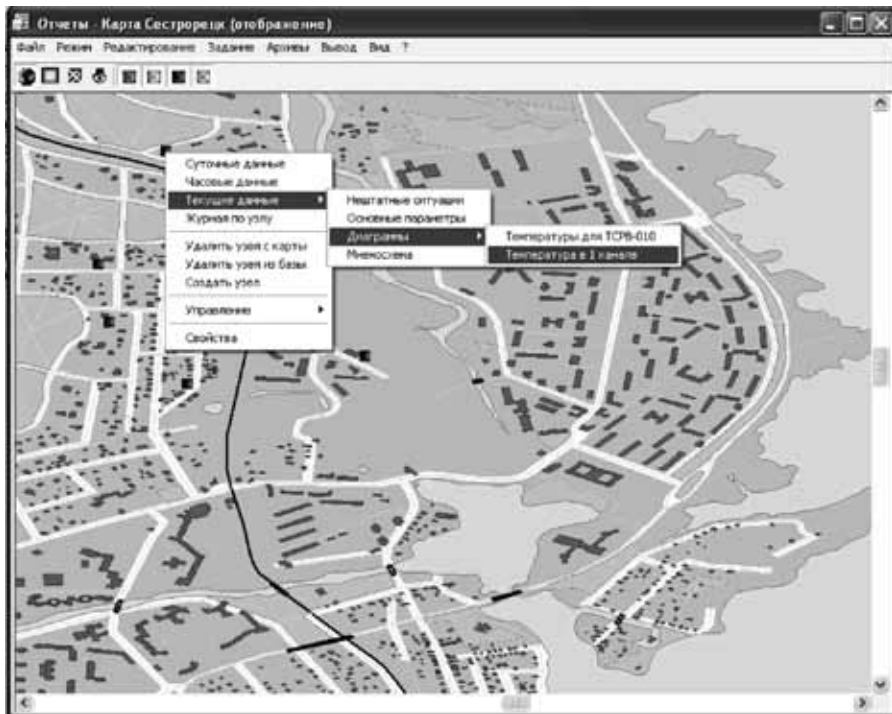 Отчеты - Карта Сестрорецк (отображение)
Файл Режим Редактирование Задание Архивы Вывод Вид ?
Суточные данные
Часовые данные
Текущие данные
Журнал по узлу
Удалить узел с карты
Удалить узел из базы
Создать узел
Управление
Свойства
Нештатные ситуации
Основные параметры
Диаграммы
Мнемосхема
Температуры для ТСРВ-010
Температура в 1 канале